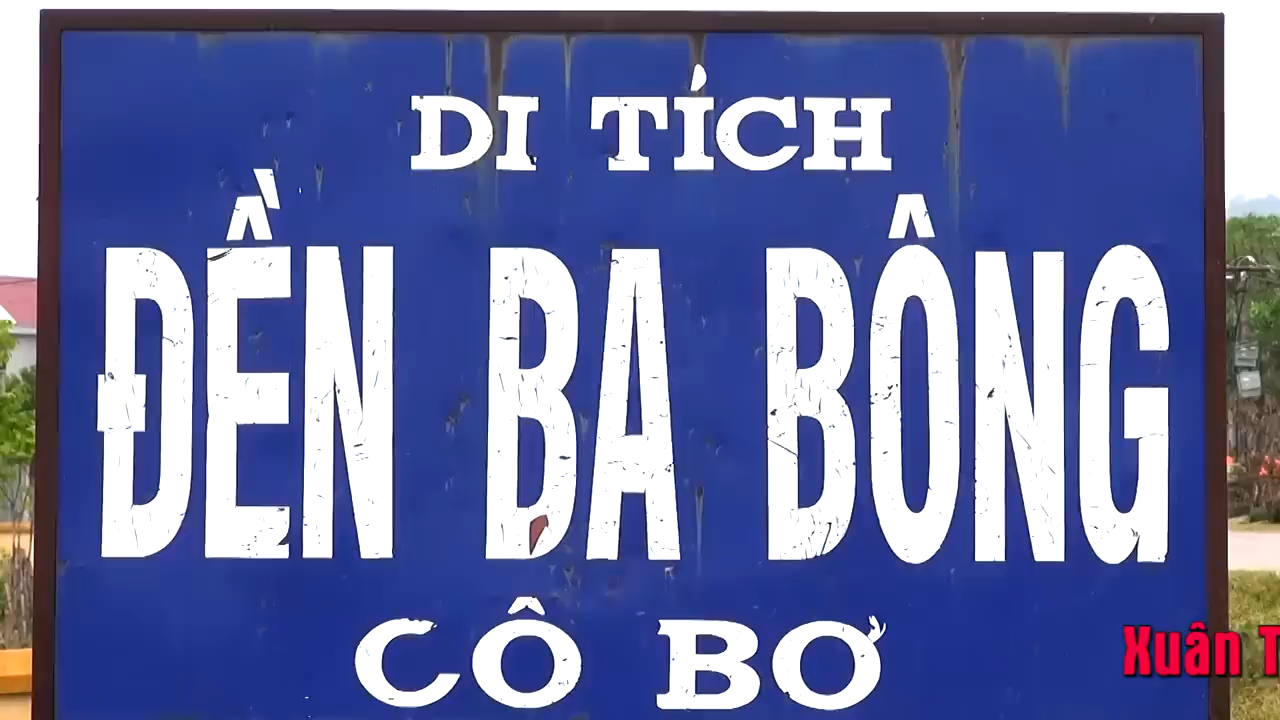 DI TÍCH
ĐỀN BA BÔNG
CÔ BƠ
Xuân